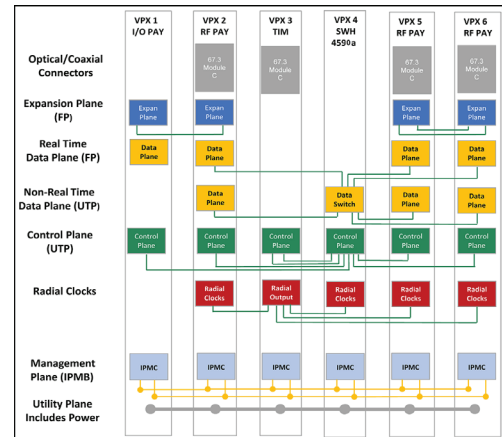 VPX 1 VPX 2 VPX 3 VPX 4 VPX 5 VPX 6
I/O PAY RF PAY TIM SWH RF PAY RF PAY
4590a
Optical/Coaxial
Connectors
67.3 67.3 67.3 67.3
Module Module Module Module
C C C C
Expansion Plane
(FP)
Expan Expan Expan Expan
Plane Plane Plane Plane
Real Time
Data Plane (FP)
Data Data Data Data
Plane Plane Plane Plane
Non-Real Time
Data Plane (UTP)
Data Data Data Data
Plane Switch Plane Plane
Control Plane
(UTP)
Control Control Control Control Control Control
Plane Plane Plane Plane Plane Plane
Radial Clocks
Radial Radial Radial Radial Radial
Clocks Output Clocks Clocks Clocks
Management
Plane (IPMB)
IPMC IPMC IPMC IPMC IPMC IPMC
Utility Plane
Includes Power